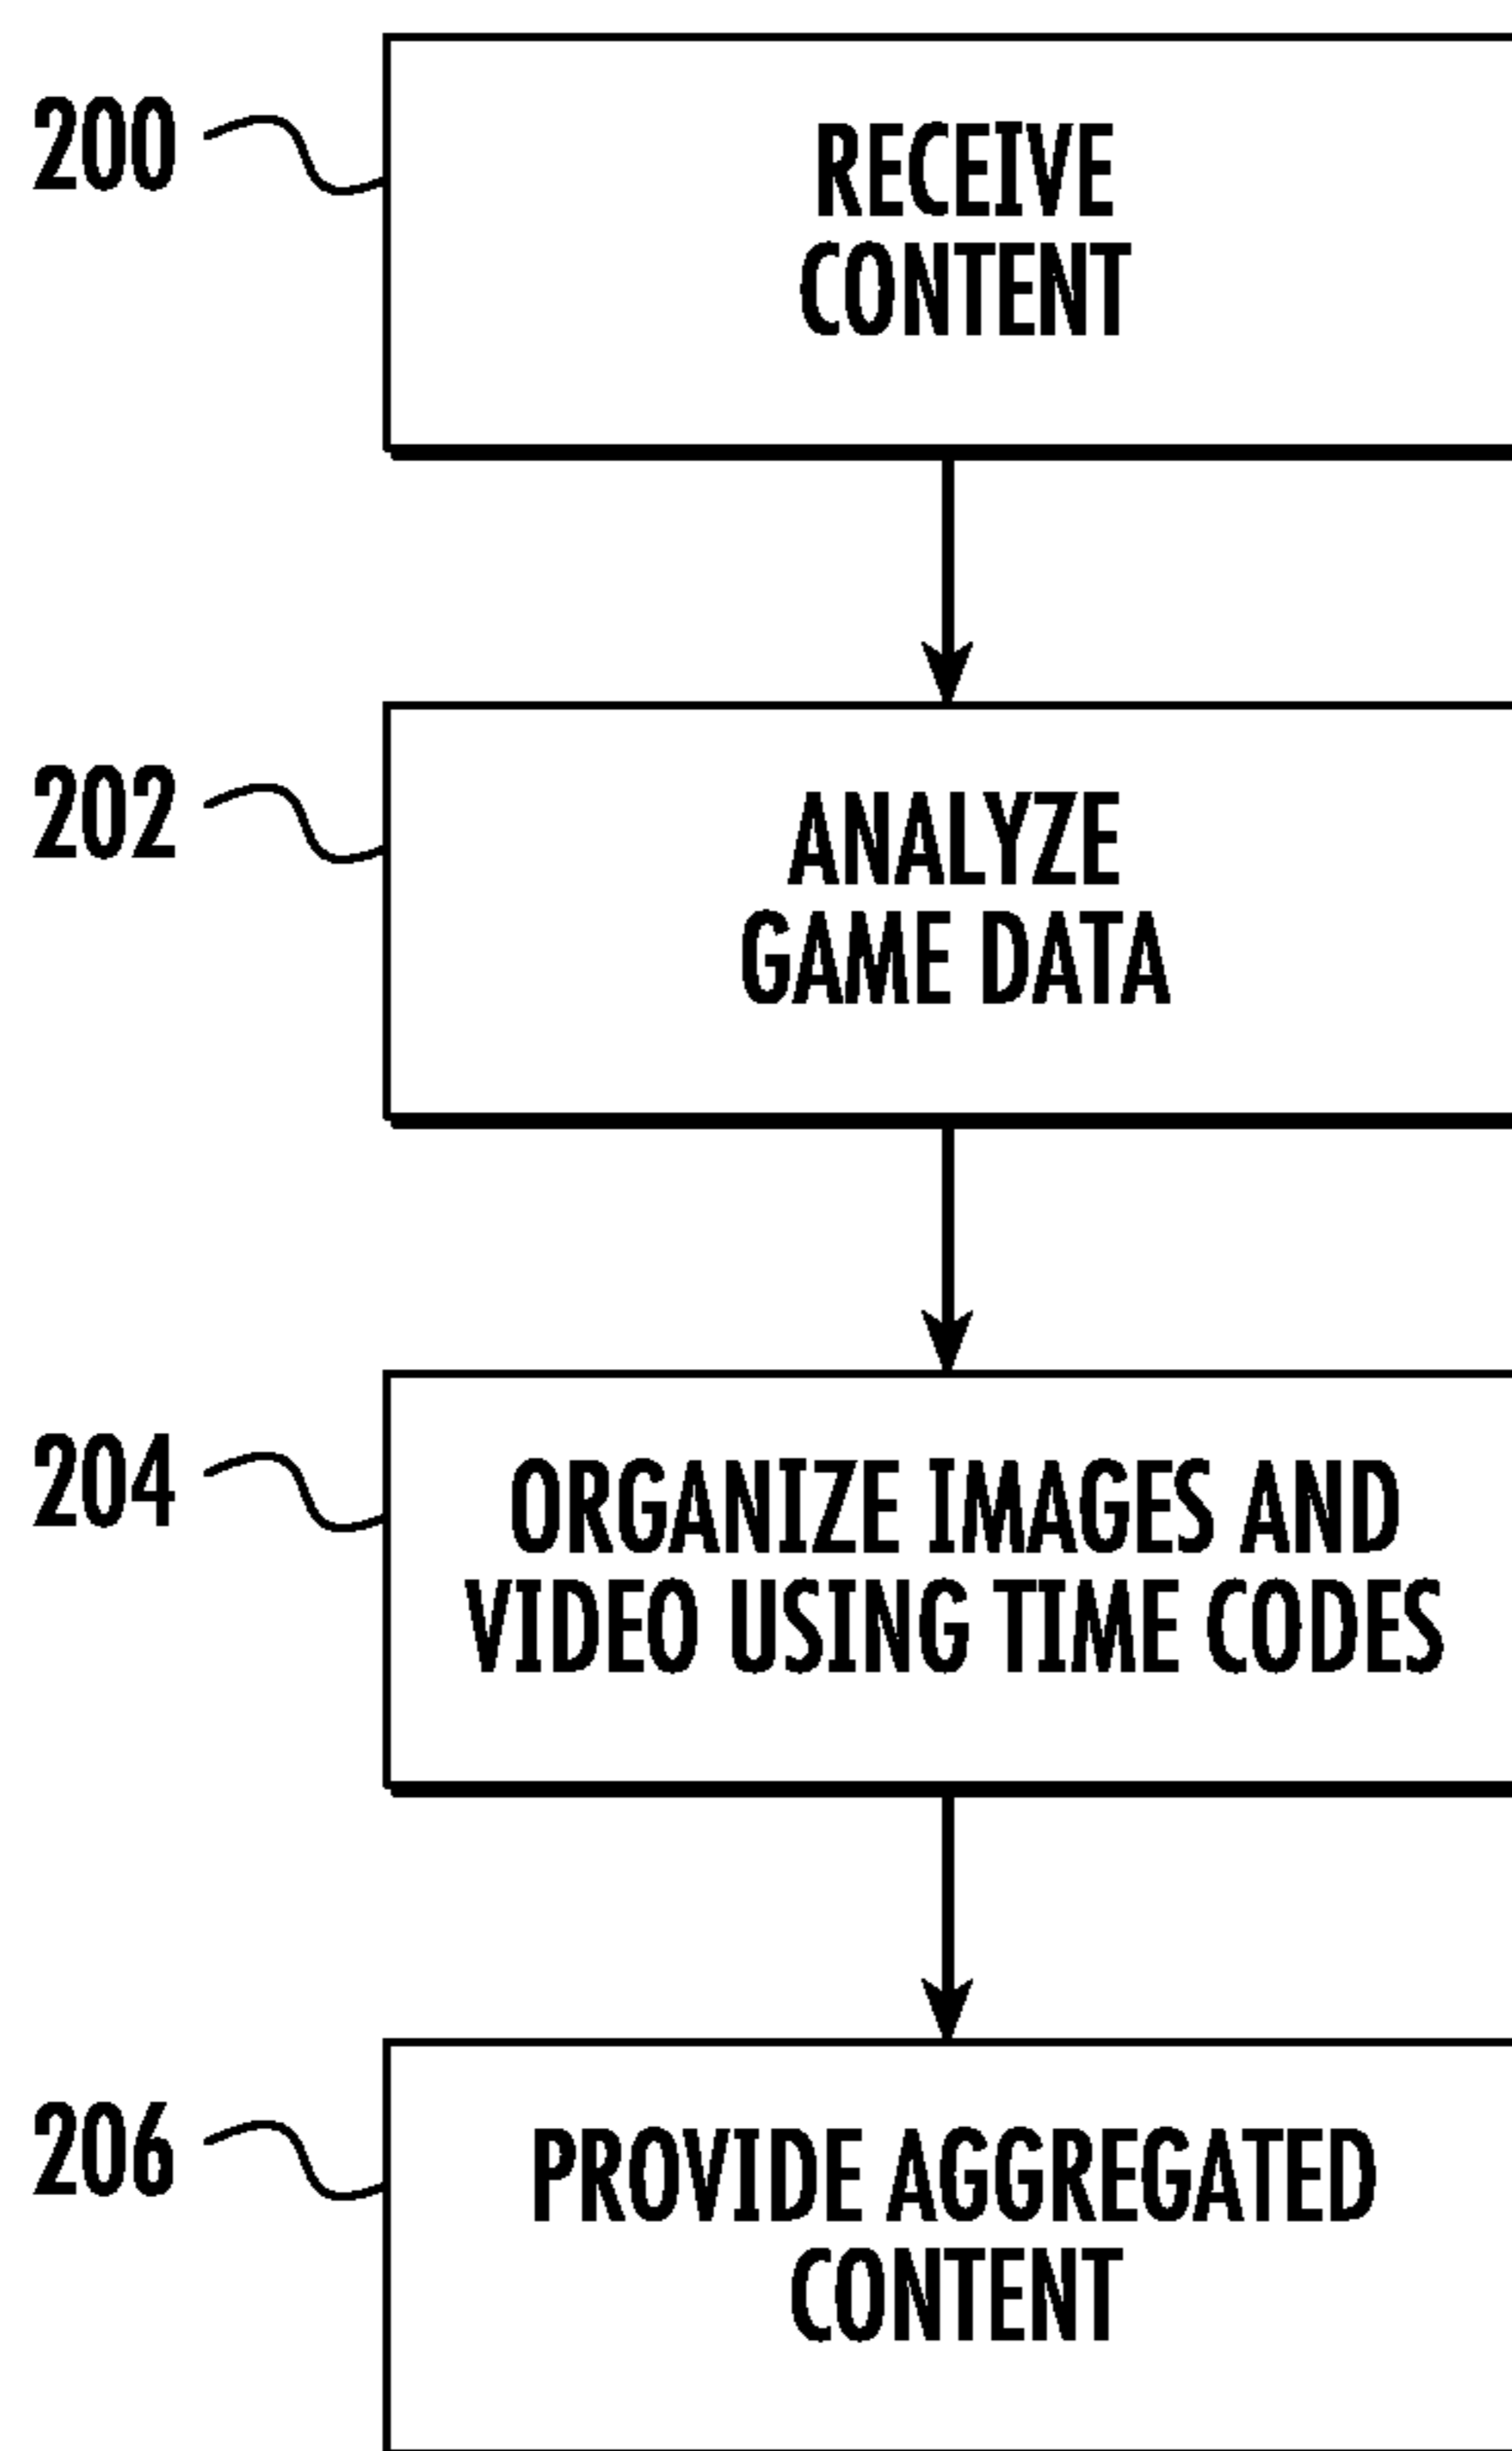 200
RECEIVE
CONTENT
202
ANALYZE
GAME DATA
204
ORGANIZE IMAGES AND
VIDEO USING TIME CODES
206
PROVIDE AGGREGATED
CONTENT